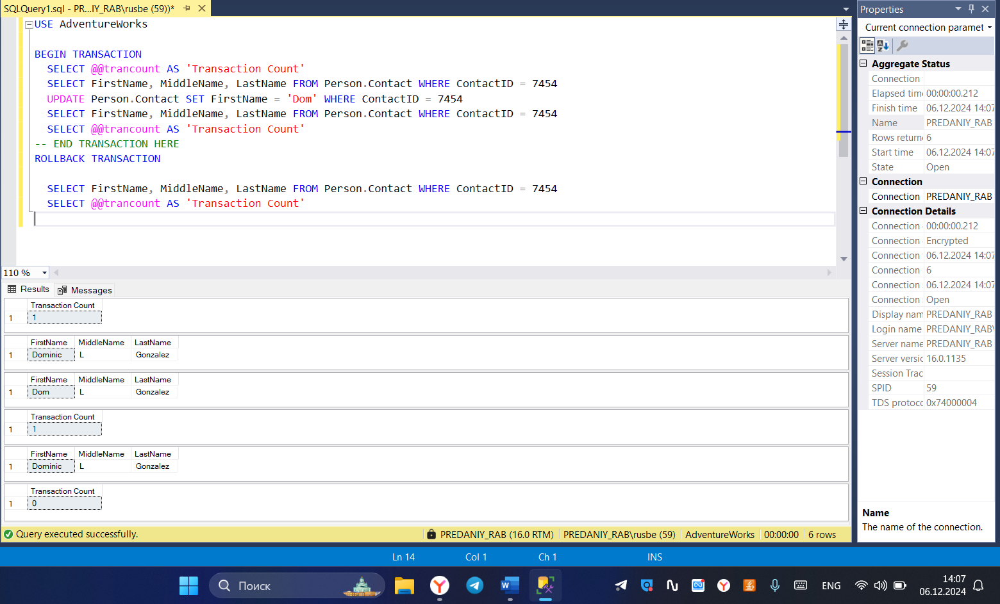 SQLQuery1.sql - PR...IY_RAB\rusbe (59))*
USE AdventureWorks
BEGIN TRANSACTION
SELECT @@trancount AS 'Transaction Count'
SELECT FirstName, MiddleName, LastName FROM Person.Contact WHERE ContactID = 7454
UPDATE Person.Contact SET FirstName = 'Dom' WHERE ContactID = 7454
SELECT FirstName, MiddleName, LastName FROM Person.Contact WHERE ContactID = 7454
SELECT @@trancount AS 'Transaction Count'
-- END TRANSACTION HERE
ROLLBACK TRANSACTION
SELECT FirstName, MiddleName, LastName FROM Person.Contact WHERE ContactID = 7454
SELECT @@trancount AS 'Transaction Count'
110 %
Results Messages
Transaction Count
1 1
FirstName MiddleName LastName
1 Dominic L Gonzalez
FirstName MiddleName LastName
1 Dom L Gonzalez
Transaction Count
1 1
FirstName MiddleName LastName
1 Dominic L Gonzalez
Transaction Count
1 0
Query executed successfully. PREDANIY_RAB (16.0 RTM) PREDANIY_RAB\rusbe (59) AdventureWorks 00:00:00 6 rows
Properties
Current connection paramet
Aggregate Status
Connection
Elapsed time 00:00:00.212
Finish time 06.12.2024 14:07
Name PREDANIY_RAB
Rows return 6
Start time 06.12.2024 14:07
State Open
Connection
Connection PREDANIY_RAB
Connection Details
Connection 00:00:00.212
Connection Encrypted
Connection 06.12.2024 14:07
Connection 6
Connection 06.12.2024 14:07
Connection Open
Display nam PREDANIY_RAB
Login name PREDANIY_RAB\
Server name PREDANIY_RAB
Server versic 16.0.1135
Session Trac
SPID 59
TDS protocc 0x74000004
Name
The name of the connection.
Ln 14 Col 1 Ch 1 INS
Поиск
ENG
14:07
06.12.2024